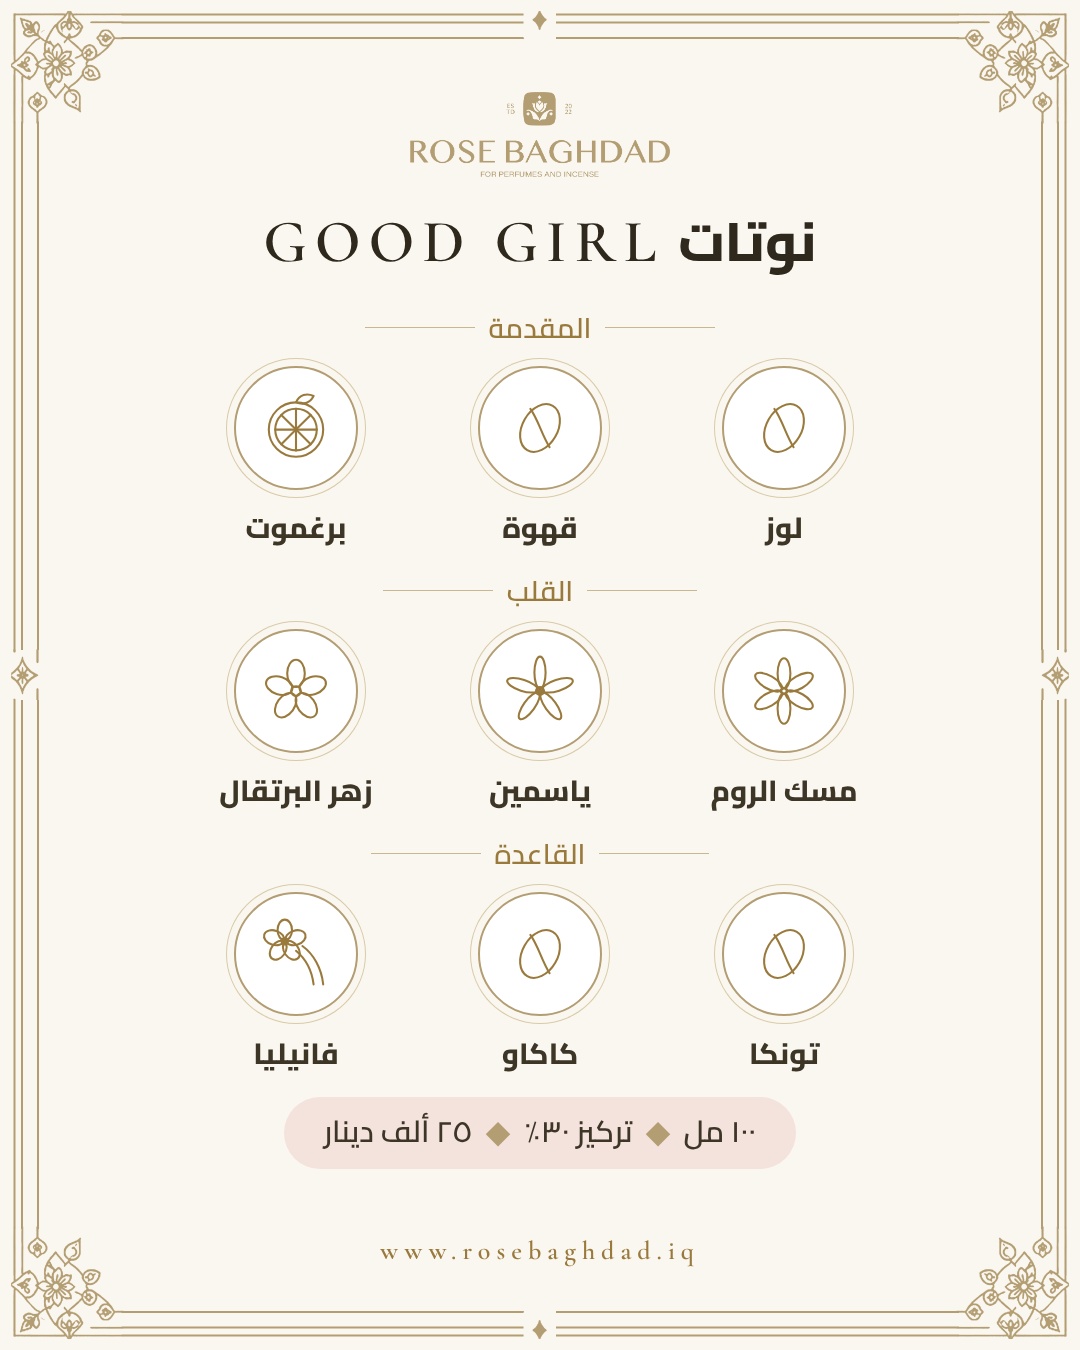 ES 20
TD 22
ROSE BAGHDAD
FOR PERFUMES AND INCENSE
نوتات GOOD GIRL
المقدمة
لوز قهوة برغموت
القلب
مسك الروم ياسمين زهر البرتقال
القاعدة
تونكا كاكاو فانيليا
١٠٠ مل ◆ تركيز ٣٠٪ ◆ ٢٥ ألف دينار
www.rosebaghdad.iq